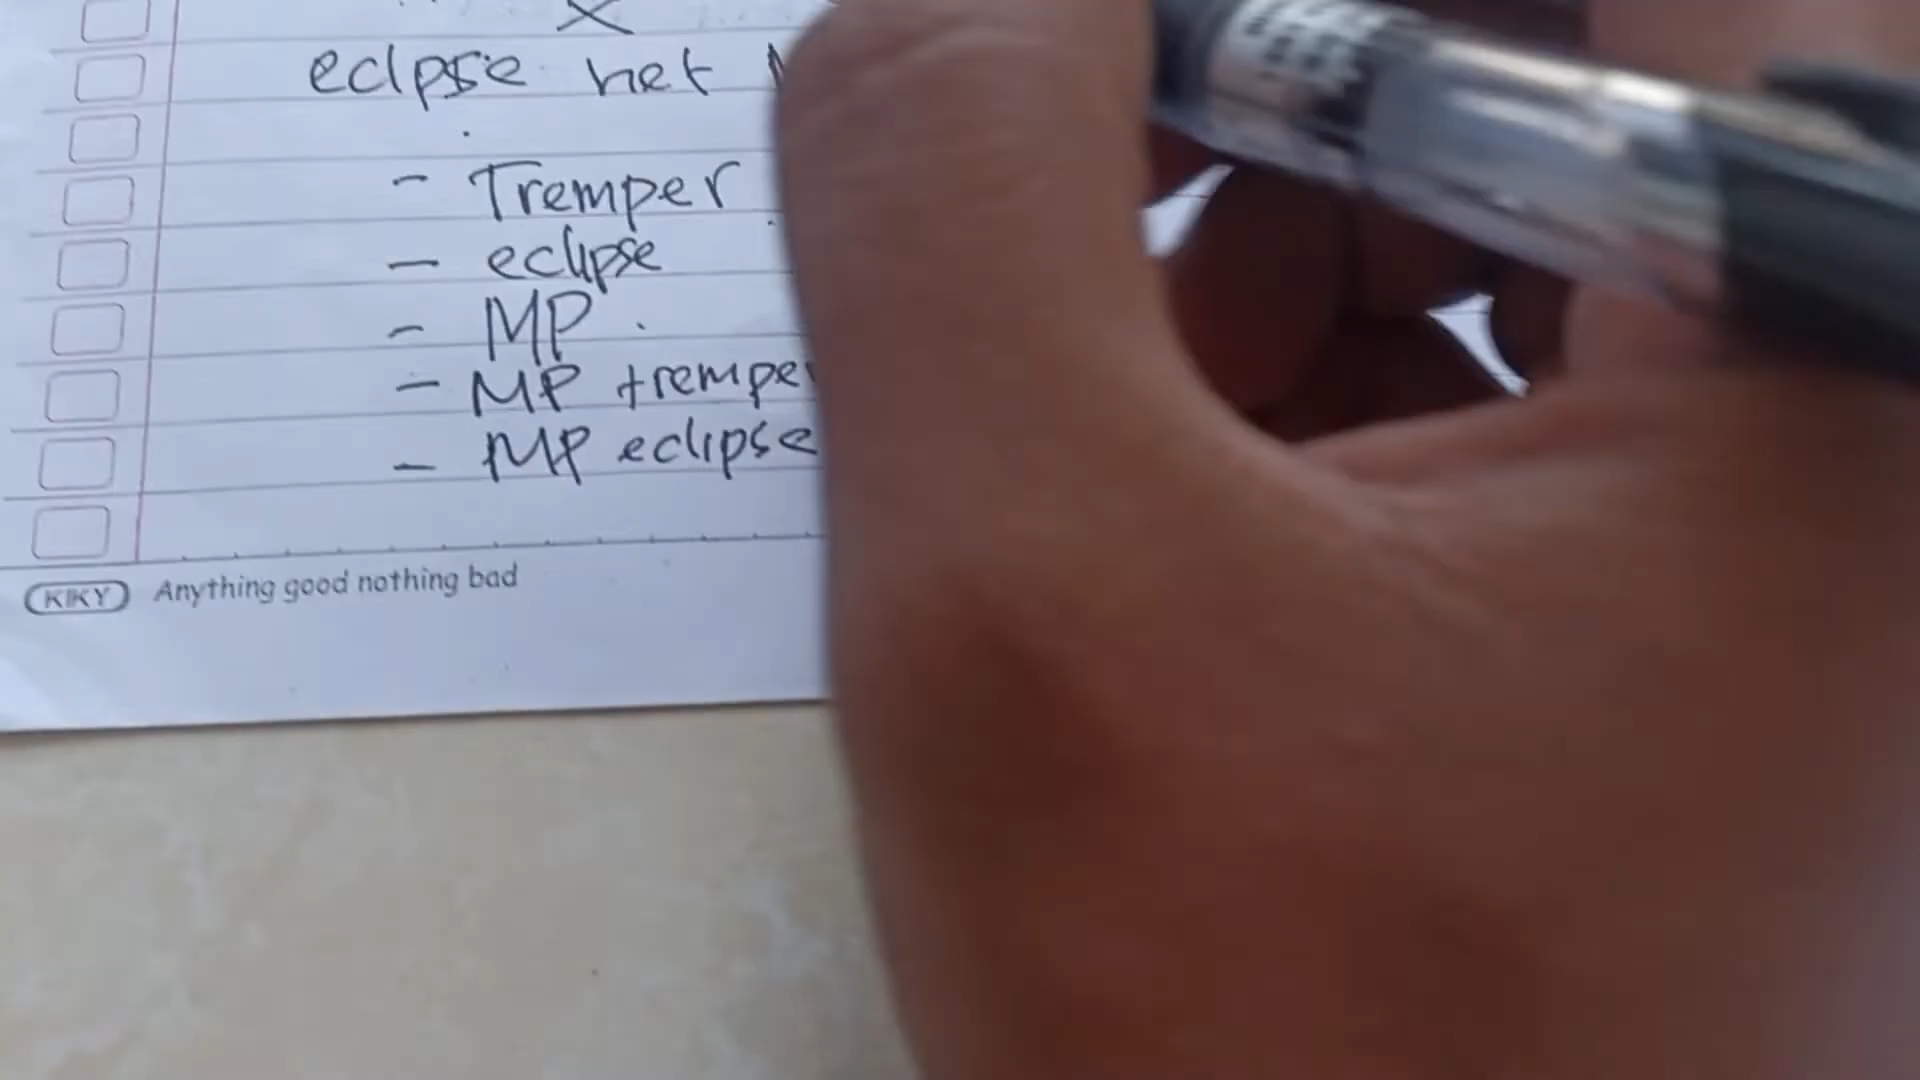 X
eclpse het
- Tremper
- eclipse
- MP
- MP tremper
- MP eclipse
KIKY Anything good nothing bad